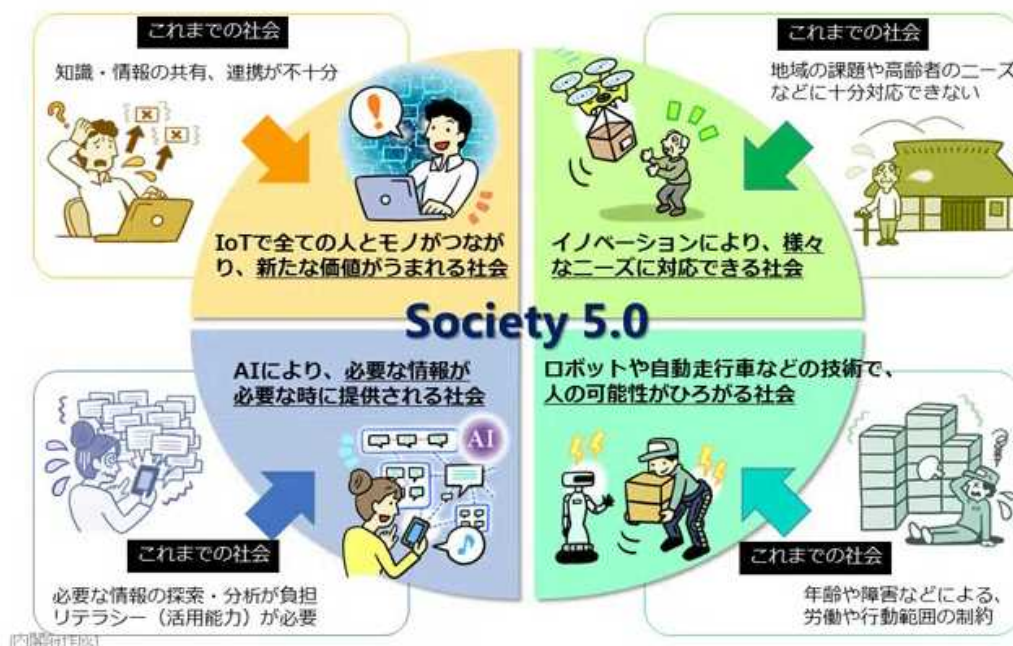 これまでの社会
知識・情報の共有、連携が不十分
IoTで全ての人とモノがつなが
り、新たな価値がうまれる社会
これまでの社会
地域の課題や高齢者のニーズ
などに十分対応できない
イノベーションにより、様々
なニーズに対応できる社会
Society 5.0
AIにより、必要な情報が
必要な時に提供される社会
AI
これまでの社会
必要な情報の探索・分析が負担
リテラシー（活用能力）が必要
ロボットや自動走行車などの技術で、
人の可能性がひろがる社会
これまでの社会
年齢や障害などによる、
労働や行動範囲の制約
[内閣府作成]